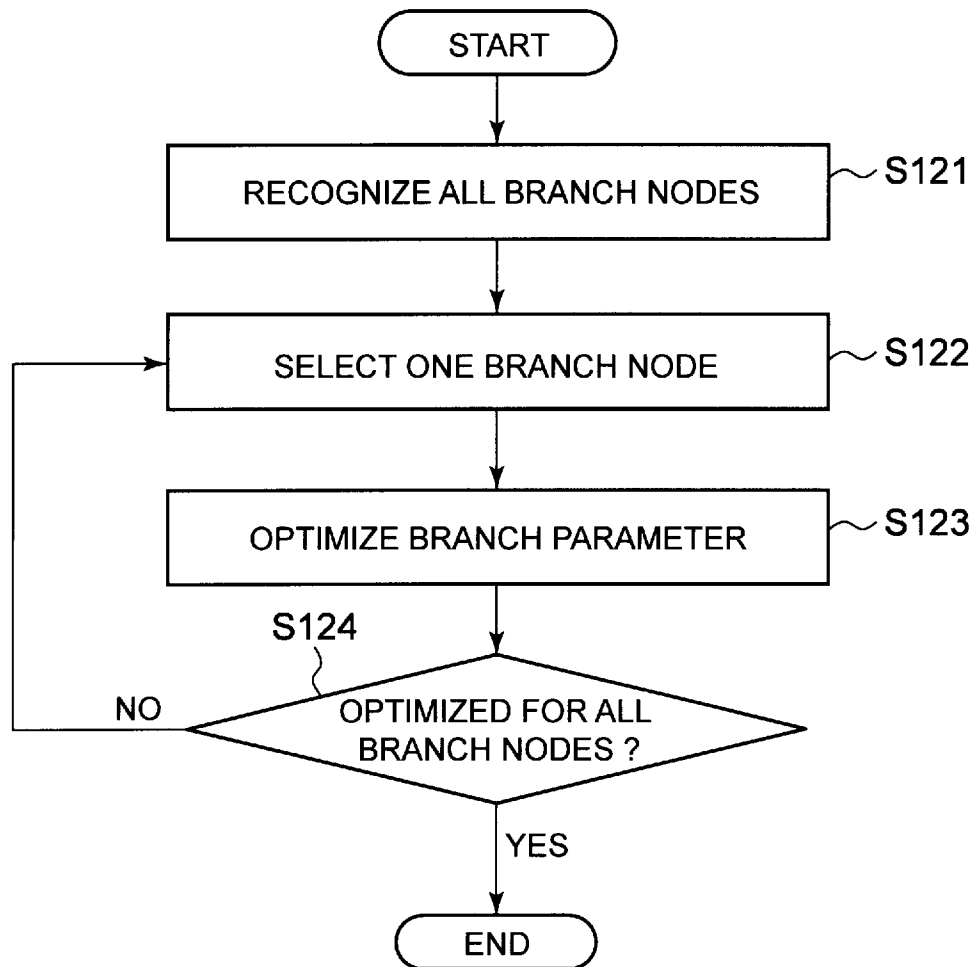 START
RECOGNIZE ALL BRANCH NODES
S121
SELECT ONE BRANCH NODE
S122
OPTIMIZE BRANCH PARAMETER
S123
S124
OPTIMIZED FOR ALL
BRANCH NODES ?
NO
YES
END